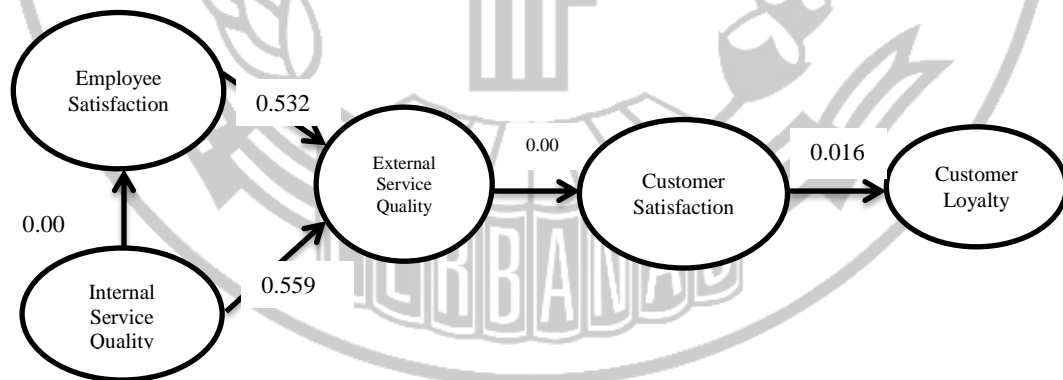 Employee
Satisfaction
0.532
External
Service
Quality
0.00
Customer
Satisfaction
0.016
Customer
Loyalty
0.00
Internal
Service
Quality
0.559